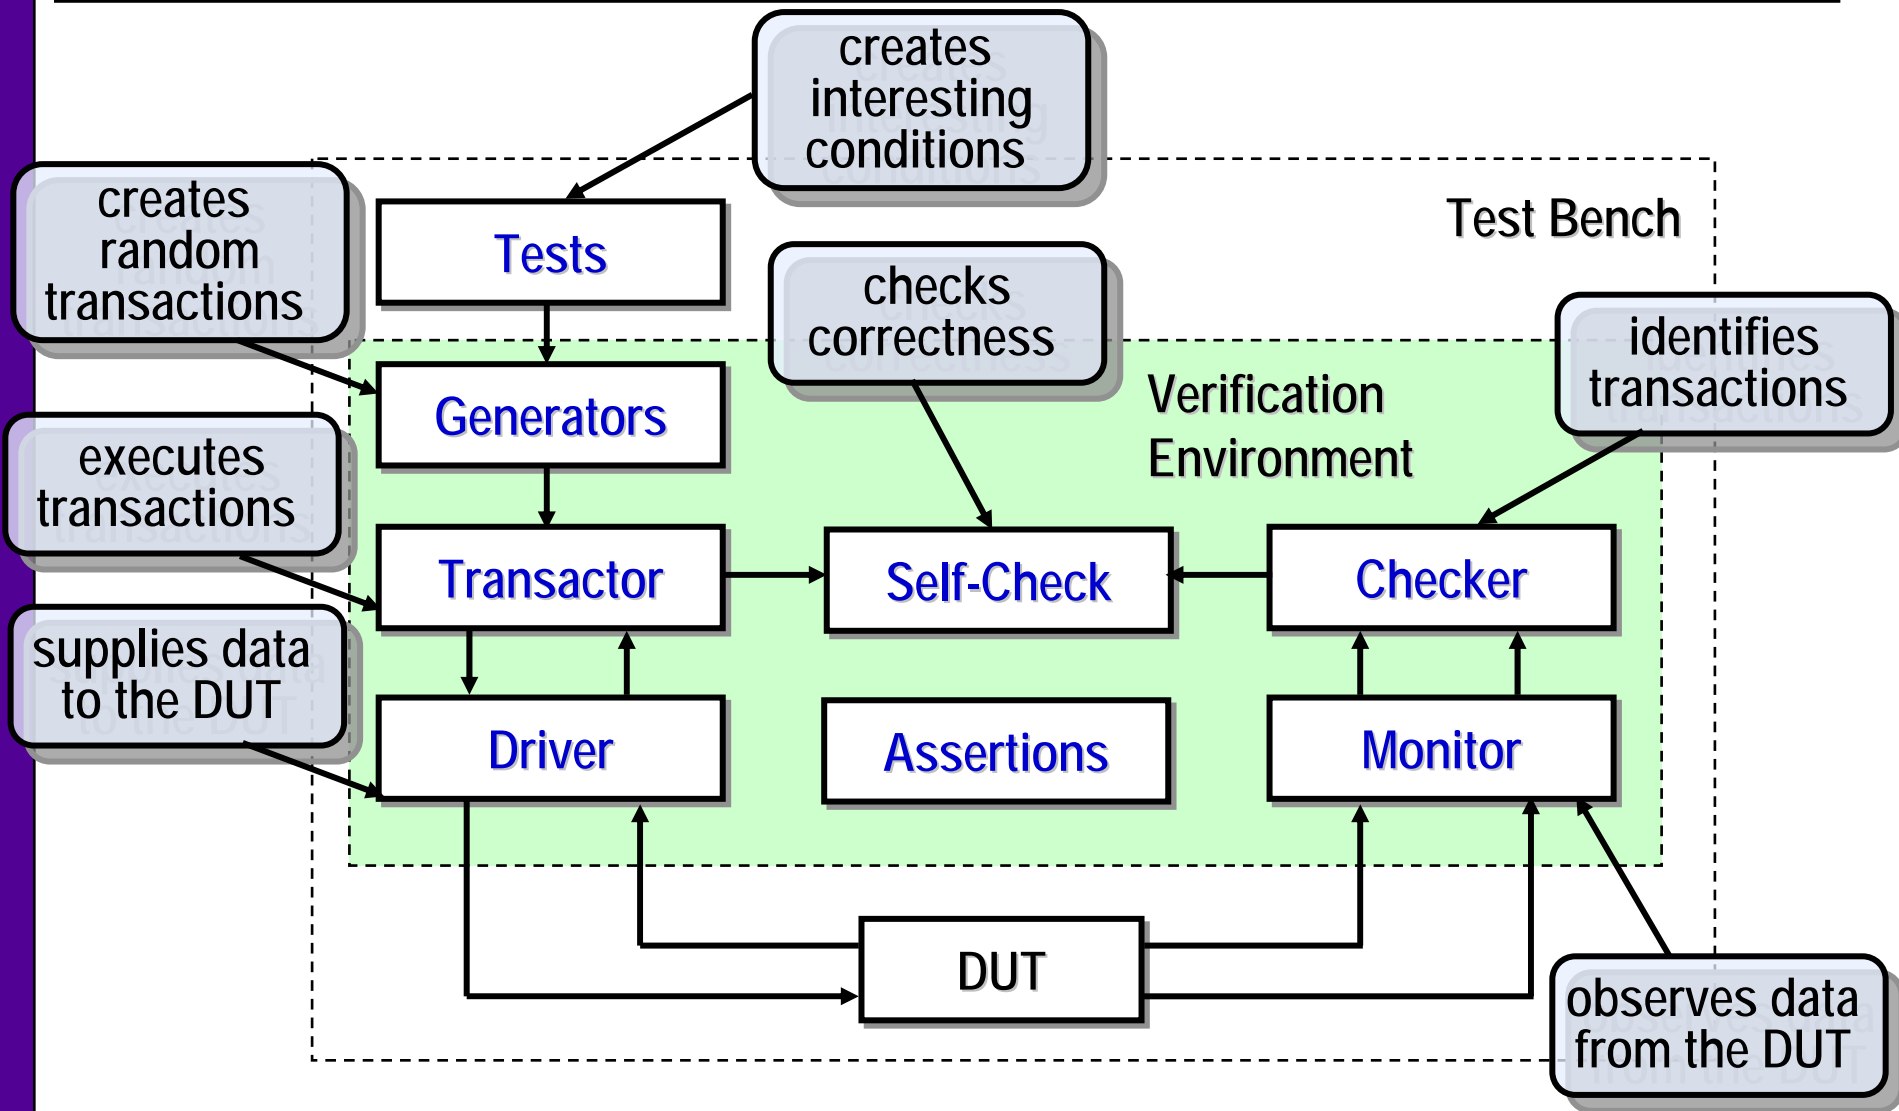 creates
interesting
conditions
creates
random
transactions
Tests
Test Bench
checks
correctness
identifies
transactions
Generators
Verification
Environment
executes
transactions
Transactor
Self-Check
Checker
supplies data
to the DUT
Driver
Assertions
Monitor
DUT
observes data
from the DUT